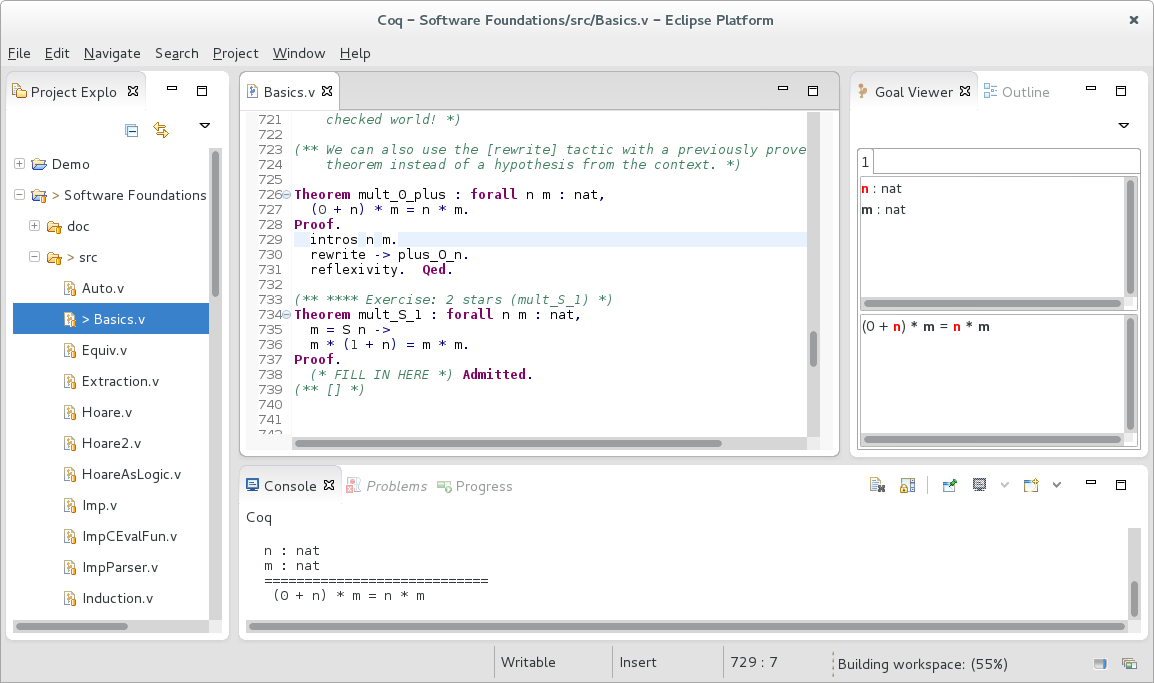 Coq – Software Foundations/src/Basics.v – Eclipse Platform
File Edit Navigate Search Project Window Help
Project Explo
Demo
> Software Foundations
doc
> src
Auto.v
> Basics.v
Equiv.v
Extraction.v
Hoare.v
Hoare2.v
HoareAsLogic.v
Imp.v
ImpCEvalFun.v
ImpParser.v
Induction.v
Basics.v
721 checked world! *)
722
723 (** We can also use the [rewrite] tactic with a previously prove
724 theorem instead of a hypothesis from the context. *)
725
726 Theorem mult_0_plus : forall n m : nat,
727 (0 + n) * m = n * m.
728 Proof.
729 intros n m.
730 rewrite -> plus_O_n.
731 reflexivity. Qed.
732
733 (** **** Exercise: 2 stars (mult_S_1) *)
734 Theorem mult_S_1 : forall n m : nat,
735 m = S n ->
736 m * (1 + n) = m * m.
737 Proof.
738 (* FILL IN HERE *) Admitted.
739 (** [] *)
740
741
742
Goal Viewer Outline
1
n : nat
m : nat
(0 + n) * m = n * m
Console Problems Progress
Coq
n : nat
m : nat
============================
(0 + n) * m = n * m
Writable Insert 729 : 7 Building workspace: (55%)